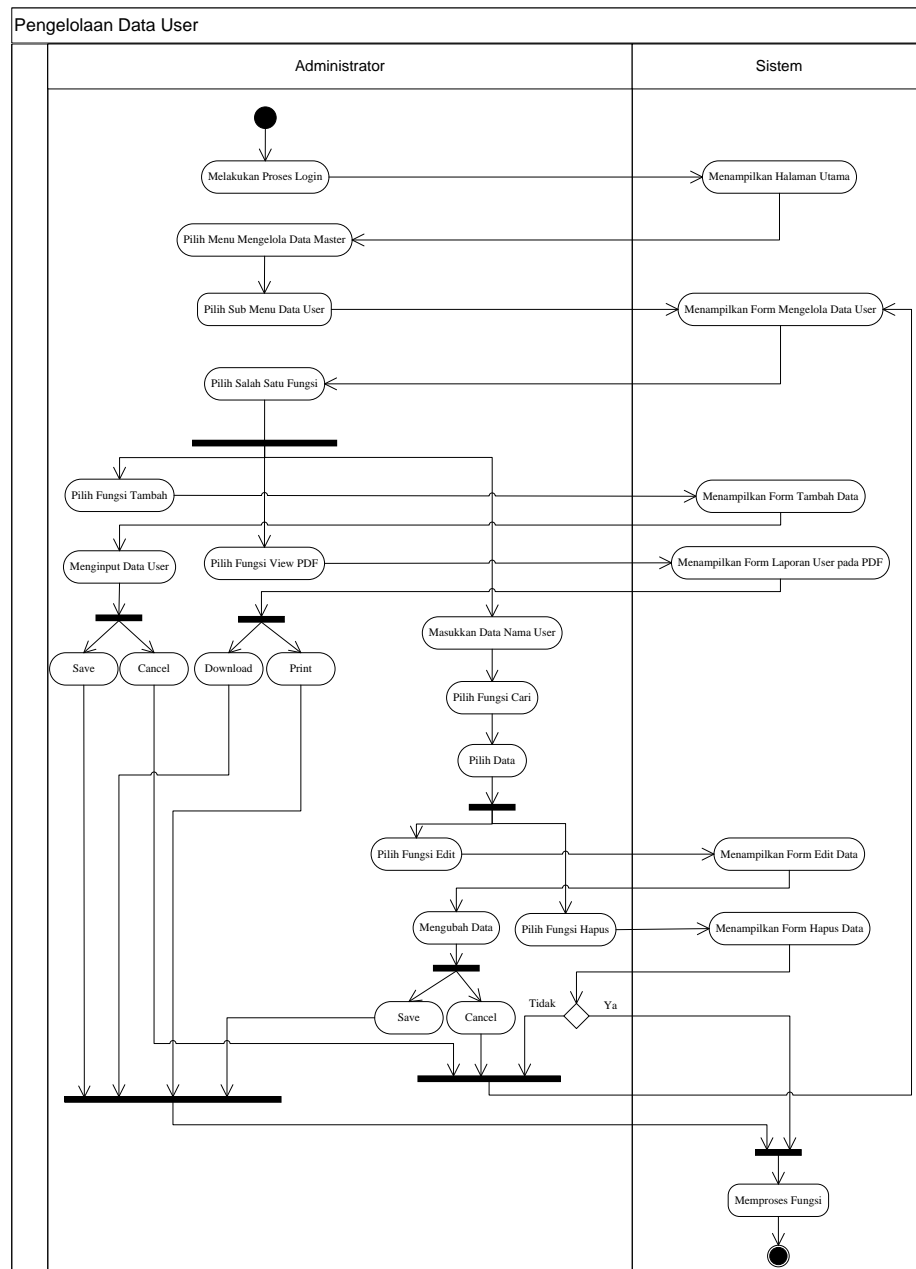 Pengelolaan Data User
Administrator
Sistem
Melakukan Proses Login
Menampilkan Halaman Utama
Pilih Menu Mengelola Data Master
Pilih Sub Menu Data User
Menampilkan Form Mengelola Data User
Pilih Salah Satu Fungsi
Pilih Fungsi Tambah
Menampilkan Form Tambah Data
Menginput Data User
Pilih Fungsi View PDF
Menampilkan Form Laporan User pada PDF
Masukkan Data Nama User
Save
Cancel
Download
Print
Pilih Fungsi Cari
Pilih Data
Pilih Fungsi Edit
Menampilkan Form Edit Data
Mengubah Data
Pilih Fungsi Hapus
Menampilkan Form Hapus Data
Tidak
Ya
Save
Cancel
Memproses Fungsi